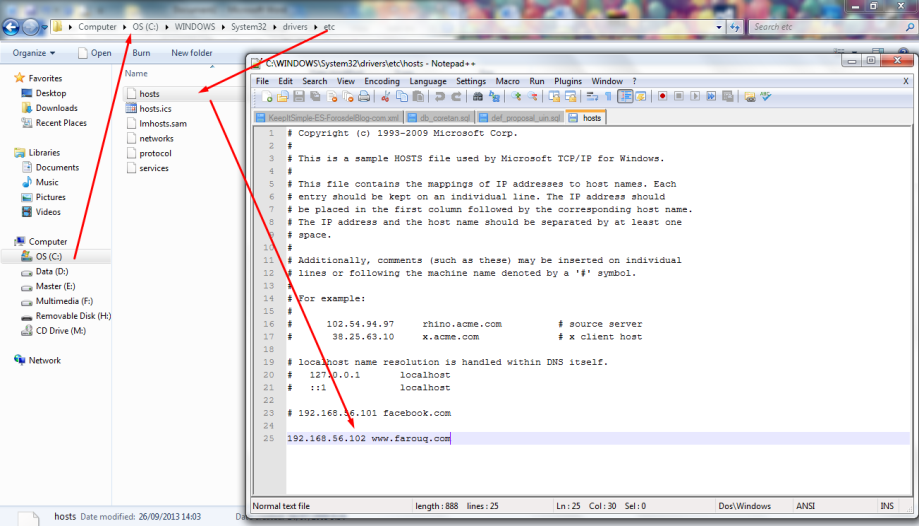 Computer ▸ OS (C:) ▸ WINDOWS ▸ System32 ▸ drivers ▸ etc
Search etc
Organize
Open
Burn
New folder
Favorites
Desktop
Downloads
Recent Places
Libraries
Documents
Music
Pictures
Videos
Computer
OS (C:)
Data (D:)
Master (E:)
Multimedia (F:)
Removable Disk (H:)
CD Drive (M:)
Network
Name
hosts
hosts.ics
lmhosts.sam
networks
protocol
services
hosts Date modified: 26/09/2013 14:03
C:\WINDOWS\System32\drivers\etc\hosts - Notepad++
File Edit Search View Encoding Language Settings Macro Run Plugins Window ?
X
KeepItSimple-ES-ForosdelBlog-com.xml
db_coretan.sql
def_proposal_uin.sql
hosts
1 # Copyright (c) 1993-2009 Microsoft Corp.
2 #
3 # This is a sample HOSTS file used by Microsoft TCP/IP for Windows.
4 #
5 # This file contains the mappings of IP addresses to host names. Each
6 # entry should be kept on an individual line. The IP address should
7 # be placed in the first column followed by the corresponding host name.
8 # The IP address and the host name should be separated by at least one
9 # space.
10 #
11 # Additionally, comments (such as these) may be inserted on individual
12 # lines or following the machine name denoted by a '#' symbol.
13 #
14 # For example:
15 #
16 # 102.54.94.97 rhino.acme.com # source server
17 # 38.25.63.10 x.acme.com # x client host
18
19 # localhost name resolution is handled within DNS itself.
20 # 127.0.0.1 localhost
21 # ::1 localhost
22
23 # 192.168.56.101 facebook.com
24
25 192.168.56.102 www.farouq.com
Normal text file
length : 888 lines : 25
Ln : 25 Col : 30 Sel : 0
Dos\Windows
ANSI
INS